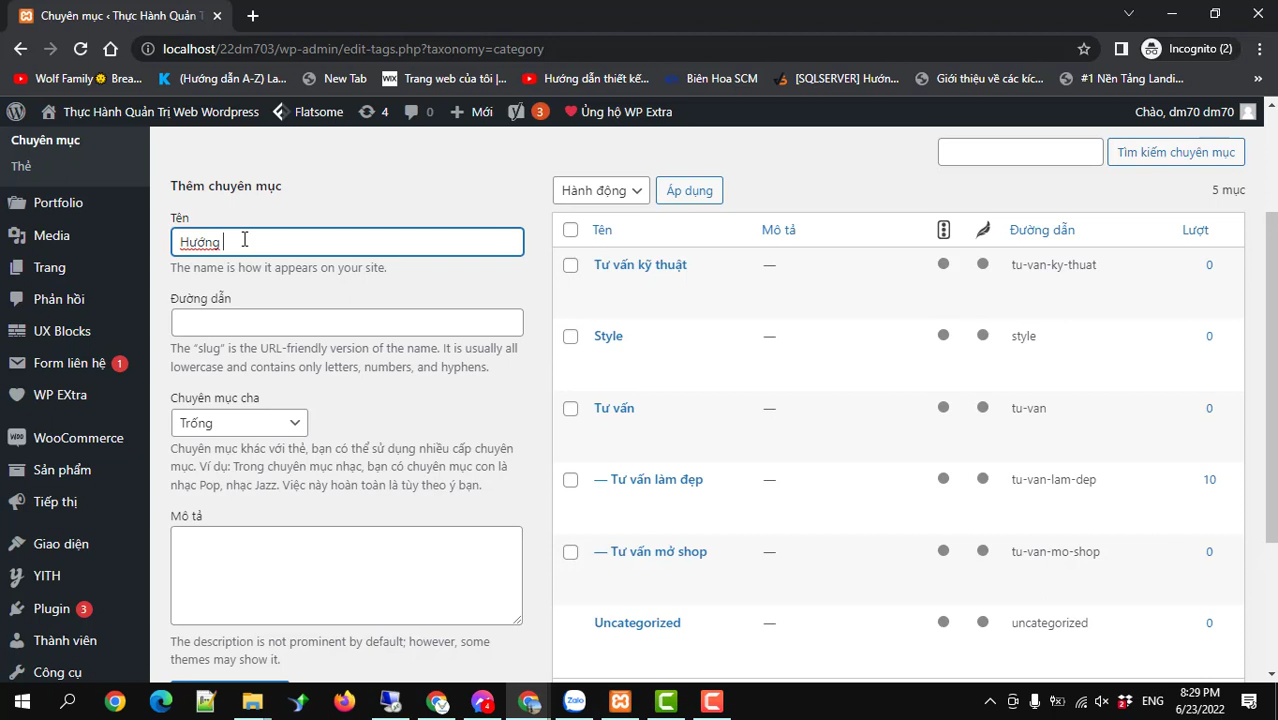 Chuyên mục ‹ Thực Hành Quản Trị
localhost/22dm703/wp-admin/edit-tags.php?taxonomy=category
Incognito (2)
Wolf Family Brea...
(Hướng dẫn A-Z) La...
New Tab
WIX
Trang web của tôi |...
Hướng dẫn thiết kế...
Biên Hoa SCM
[SQLSERVER] Hướn...
Giới thiệu về các kíc...
#1 Nền Tảng Landi...
»
Thực Hành Quản Trị Web Wordpress
Flatsome
4
0
Mới
3
Ủng hộ WP Extra
Chào, dm70 dm70
Chuyên mục
Thẻ
Portfolio
Media
Trang
Phản hồi
UX Blocks
Form liên hệ 1
WP EXtra
WooCommerce
Sản phẩm
Tiếp thị
Giao diện
YITH
Plugin 3
Thành viên
Công cụ
Thêm chuyên mục
Tên
Hướng
The name is how it appears on your site.
Đường dẫn
The “slug” is the URL-friendly version of the name. It is usually all
lowercase and contains only letters, numbers, and hyphens.
Chuyên mục cha
Trống
Chuyên mục khác với thẻ, bạn có thể sử dụng nhiều cấp chuyên
mục. Ví dụ: Trong chuyên mục nhạc, bạn có chuyên mục con là
nhạc Pop, nhạc Jazz. Việc này hoàn toàn là tùy theo ý bạn.
Mô tả
The description is not prominent by default; however, some
themes may show it.
Tìm kiếm chuyên mục
Hành động
Áp dụng
5 mục
Tên Mô tả Đường dẫn Lượt
Tư vấn kỹ thuật — tu-van-ky-thuat 0
Style — style 0
Tư vấn — tu-van 0
— Tư vấn làm đẹp — tu-van-lam-dep 10
— Tư vấn mở shop — tu-van-mo-shop 0
Uncategorized — uncategorized 0
Zalo
4
ENG
8:29 PM
6/23/2022
2